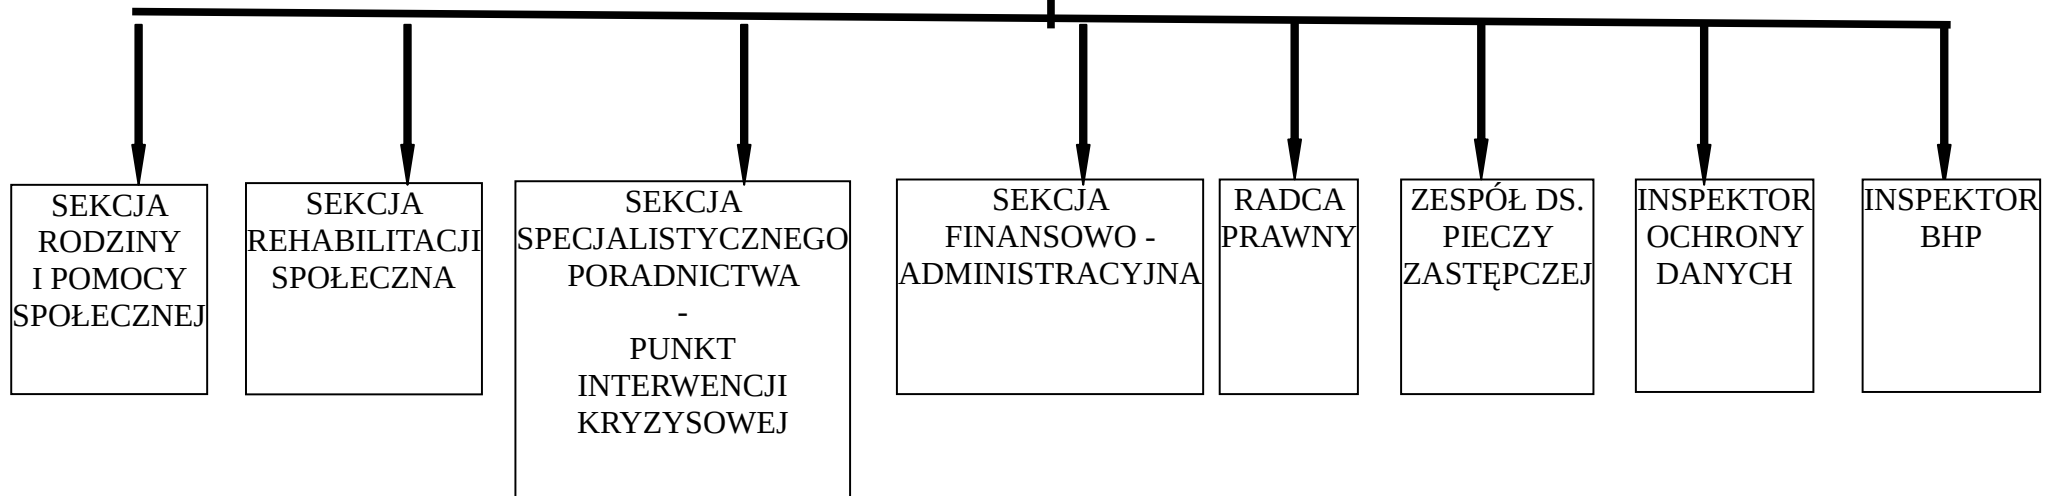 SEKCJA
RODZINY
I POMOCY
SPOŁECZNEJ
SEKCJA
REHABILITACJI
SPOŁECZNA
SEKCJA
SPECJALISTYCZNEGO
PORADNICTWA
-
PUNKT
INTERWENCJI
KRYZYSOWEJ
SEKCJA
FINANSOWO -
ADMINISTRACYJNA
RADCA
PRAWNY
ZESPÓŁ DS.
PIECZY
ZASTĘPCZEJ
INSPEKTOR
OCHRONY
DANYCH
INSPEKTOR
BHP